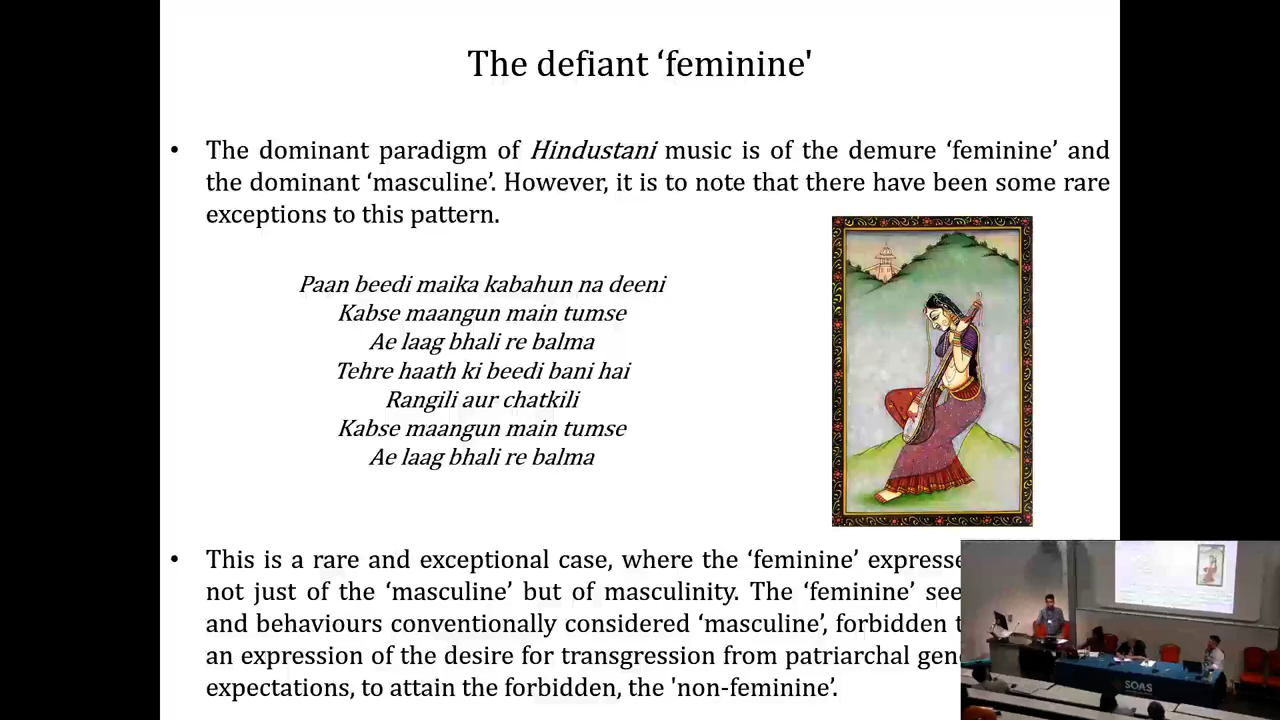 The defiant ‘feminine'
• The dominant paradigm of Hindustani music is of the demure ‘feminine’ and
the dominant ‘masculine’. However, it is to note that there have been some rare
exceptions to this pattern.
Paan beedi maika kabahun na deeni
Kabse maangun main tumse
Ae laag bhali re balma
Tehre haath ki beedi bani hai
Rangili aur chatkili
Kabse maangun main tumse
Ae laag bhali re balma
• This is a rare and exceptional case, where the ‘feminine’ expresse
not just of the ‘masculine’ but of masculinity. The ‘feminine’ see
and behaviours conventionally considered ‘masculine’, forbidden
an expression of the desire for transgression from patriarchal gen
expectations, to attain the forbidden, the 'non-feminine’.
SOAS